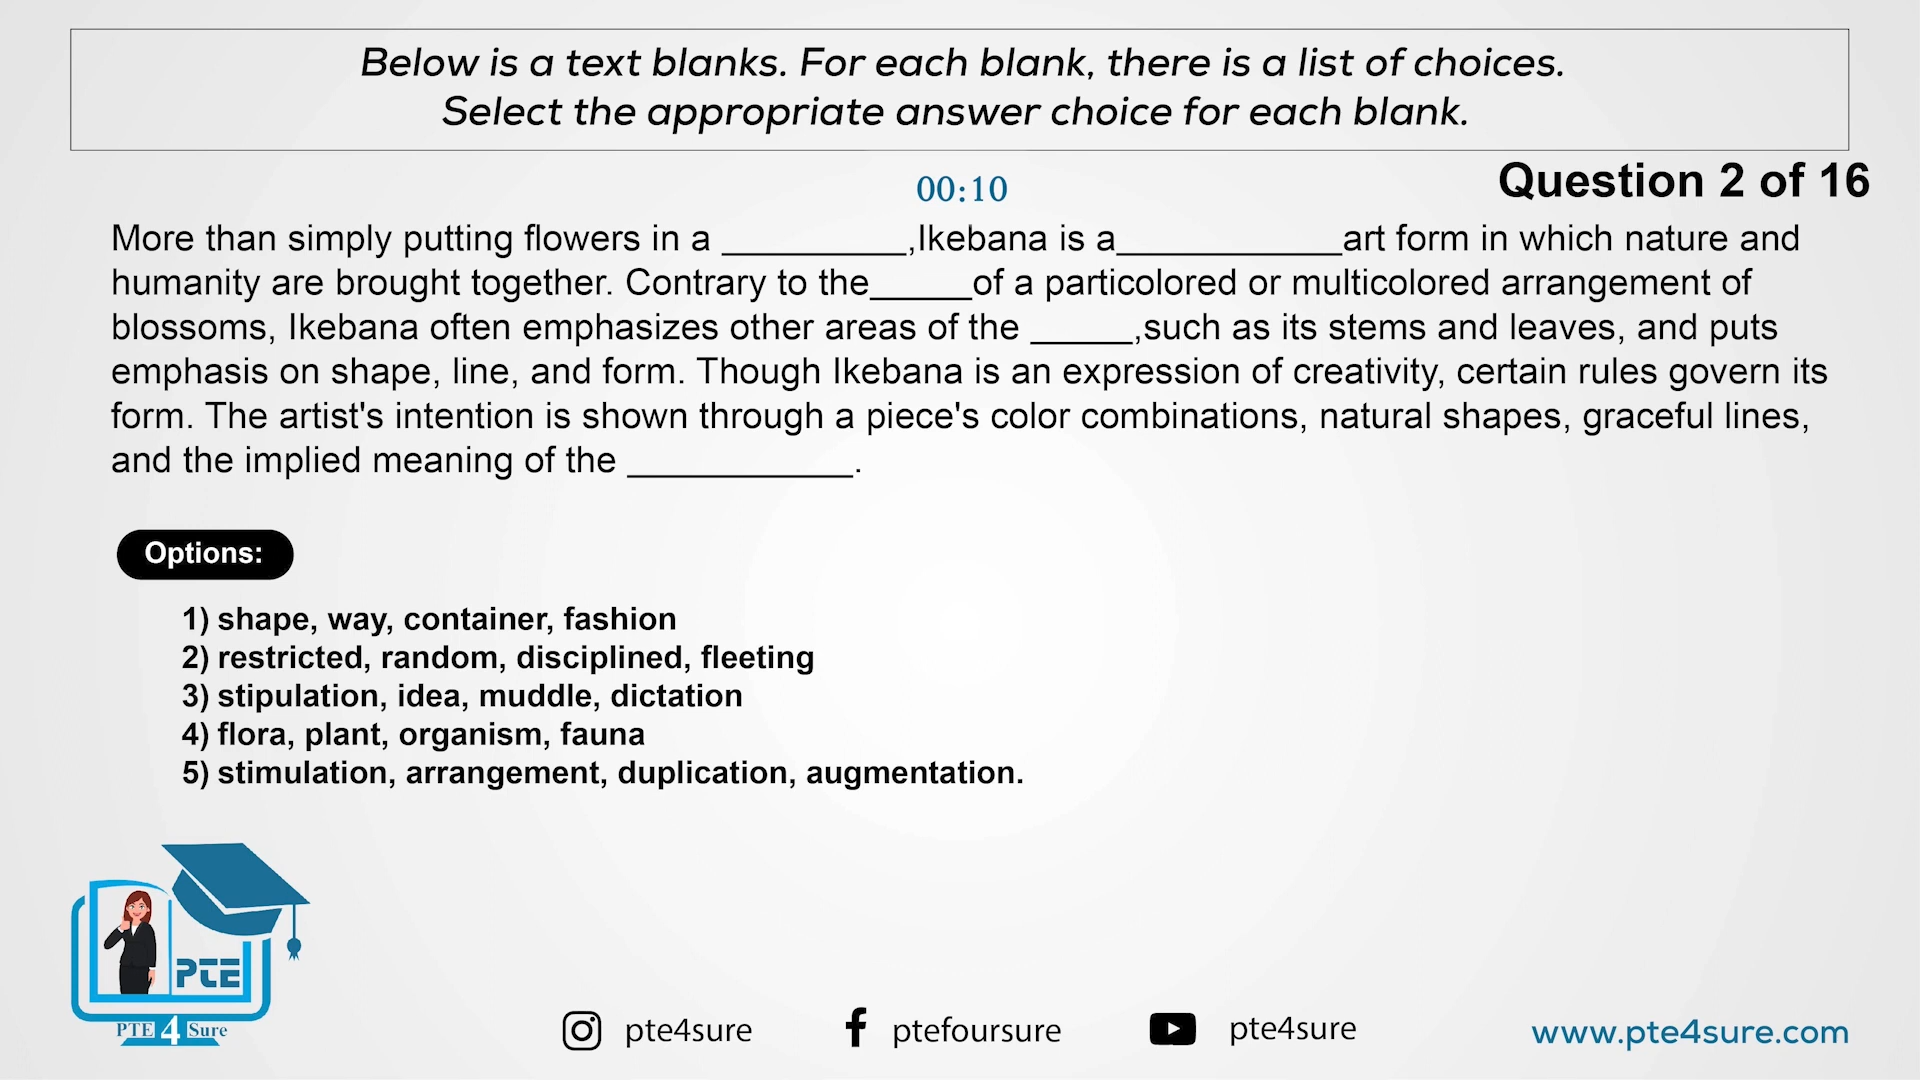 Below is a text blanks. For each blank, there is a list of choices.
Select the appropriate answer choice for each blank.
00:10
Question 2 of 16
More than simply putting flowers in a _________,Ikebana is a___________art form in which nature and
humanity are brought together. Contrary to the_____of a particolored or multicolored arrangement of
blossoms, Ikebana often emphasizes other areas of the _____,such as its stems and leaves, and puts
emphasis on shape, line, and form. Though Ikebana is an expression of creativity, certain rules govern its
form. The artist's intention is shown through a piece's color combinations, natural shapes, graceful lines,
and the implied meaning of the ___________.
Options:
1) shape, way, container, fashion
2) restricted, random, disciplined, fleeting
3) stipulation, idea, muddle, dictation
4) flora, plant, organism, fauna
5) stimulation, arrangement, duplication, augmentation.
PTE
PTE 4 Sure
pte4sure
ptefoursure
pte4sure
www.pte4sure.com